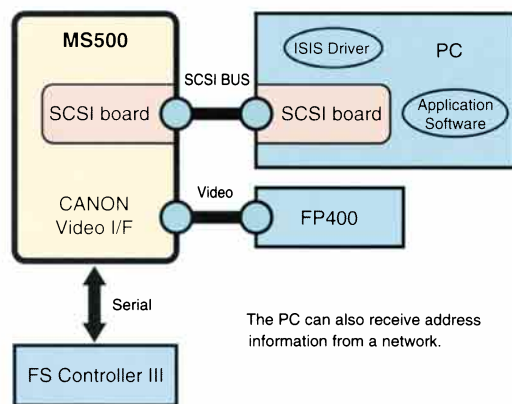 MS500
SCSI board
CANON
Video I/F
SCSI BUS
ISIS Driver
PC
SCSI board
Application
Software
Video
FP400
Serial
FS Controller III
The PC can also receive address
information from a network.